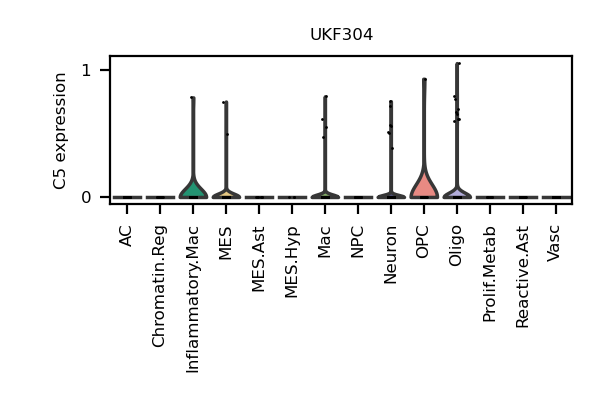 UKF304
C5 expression
1
0
AC
Chromatin.Reg
Inflammatory.Mac
MES
MES.Ast
MES.Hyp
Mac
NPC
Neuron
OPC
Oligo
Prolif.Metab
Reactive.Ast
Vasc